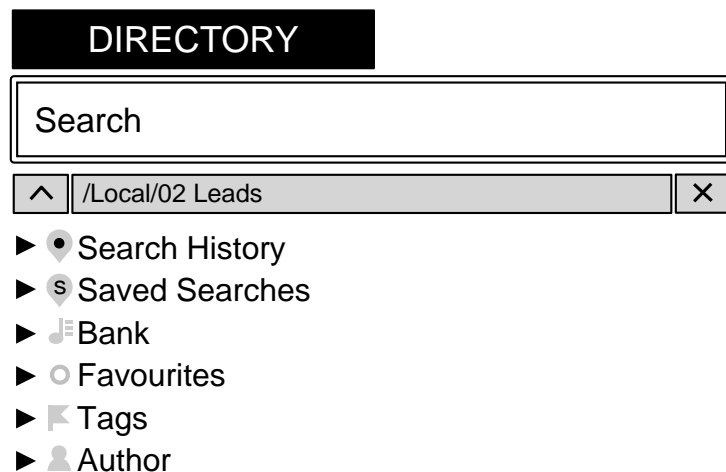 DIRECTORY
Search
/Local/02 Leads
Search History
S Saved Searches
Bank
Favourites
Tags
Author